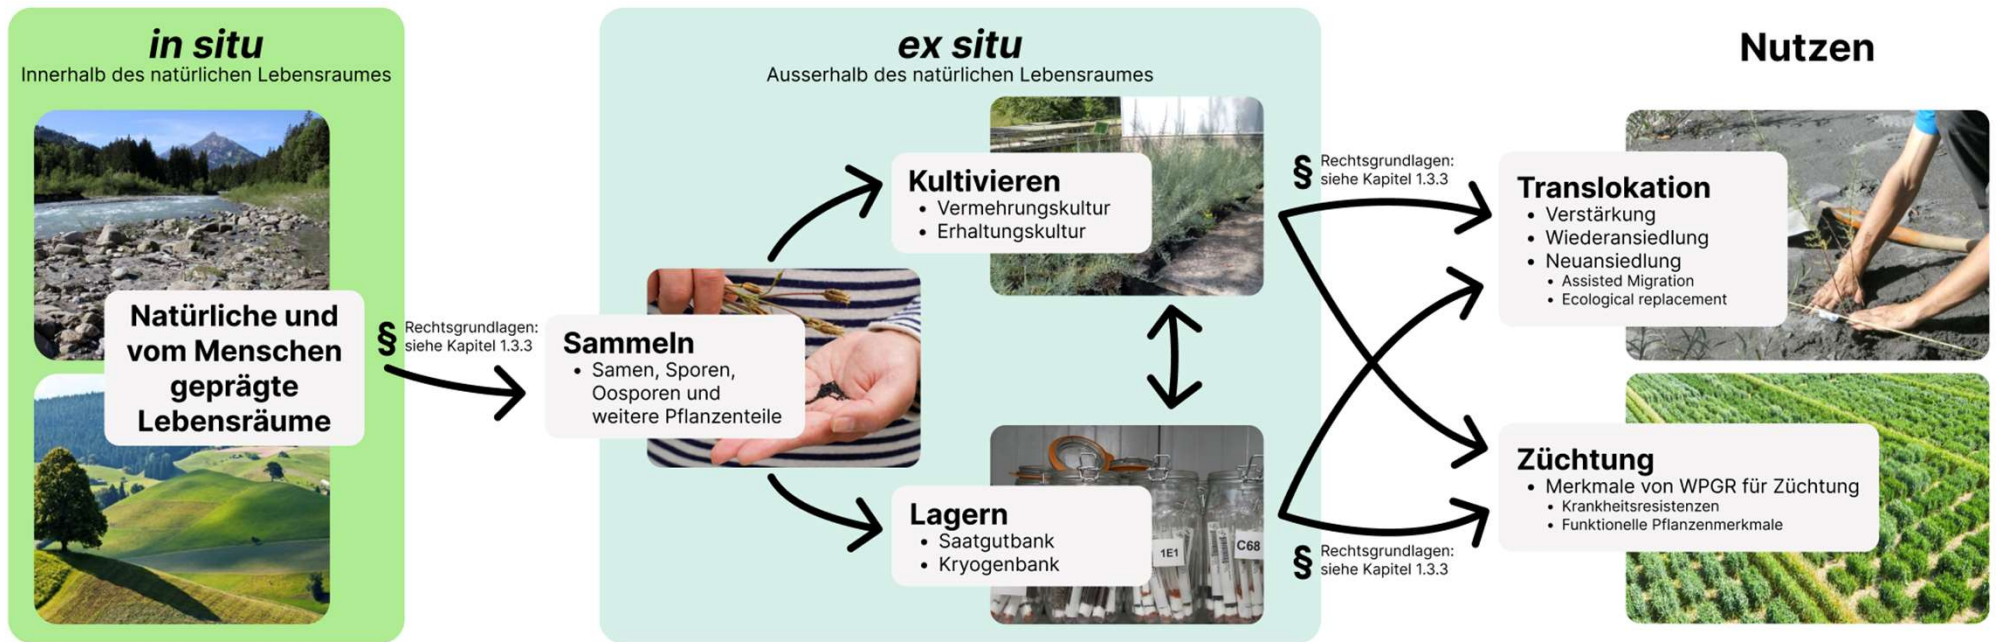 in situ
Innerhalb des natürlichen Lebensraumes
Natürliche und
vom Menschen
geprägte
Lebensräume
§ Rechtsgrundlagen:
siehe Kapitel 1.3.3
ex situ
Ausserhalb des natürlichen Lebensraumes
Sammeln
• Samen, Sporen,
Oosporen und
weitere Pflanzenteile
Kultivieren
• Vermehrungskultur
• Erhaltungskultur
Lagern
• Saatgutbank
• Kryogenbank
1E1
C68
§ Rechtsgrundlagen:
siehe Kapitel 1.3.3
§ Rechtsgrundlagen:
siehe Kapitel 1.3.3
Nutzen
Translokation
• Verstärkung
• Wiederansiedlung
• Neuansiedlung
• Assisted Migration
• Ecological replacement
Züchtung
• Merkmale von WPGR für Züchtung
• Krankheitsresistenzen
• Funktionelle Pflanzenmerkmale